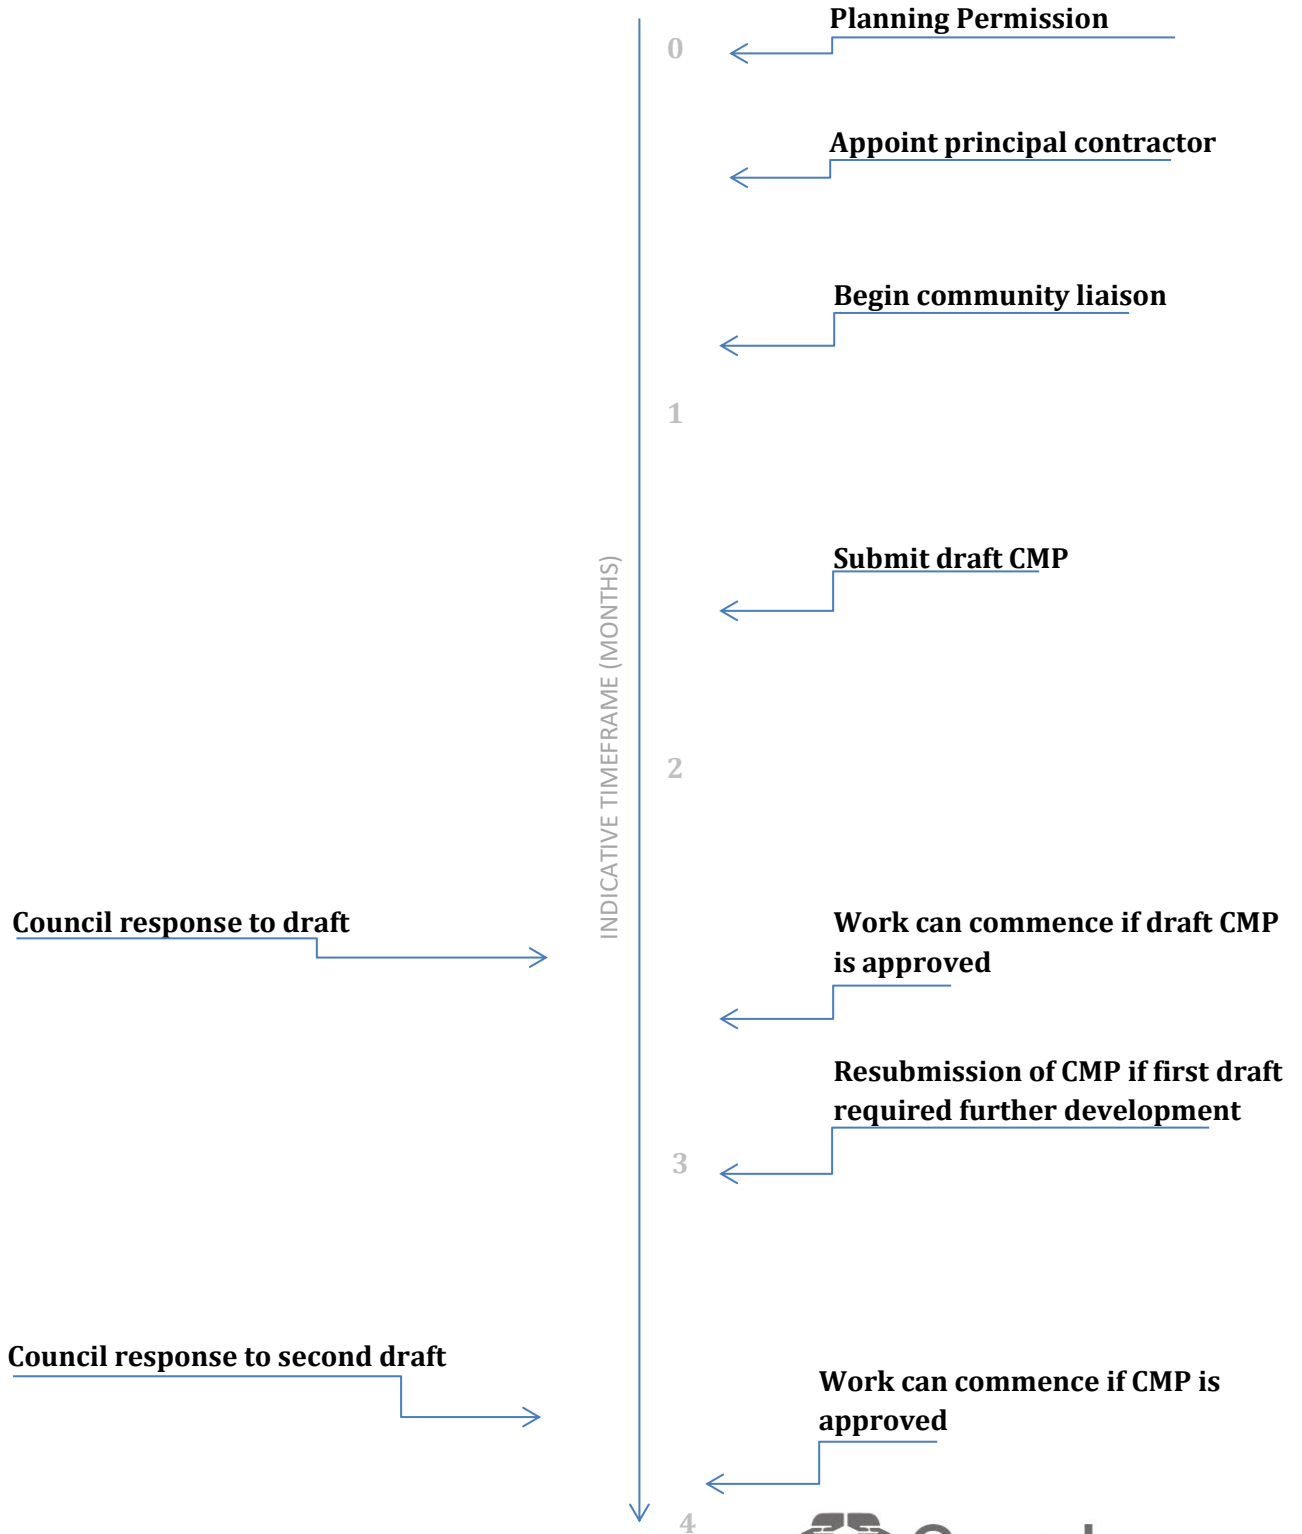 Planning Permission
0
Appoint principal contractor
Begin community liaison
1
Submit draft CMP
INDICATIVE TIMEFRAME (MONTHS)
2
Council response to draft
Work can commence if draft CMP
is approved
Resubmission of CMP if first draft
required further development
3
Council response to second draft
Work can commence if CMP is
approved
4